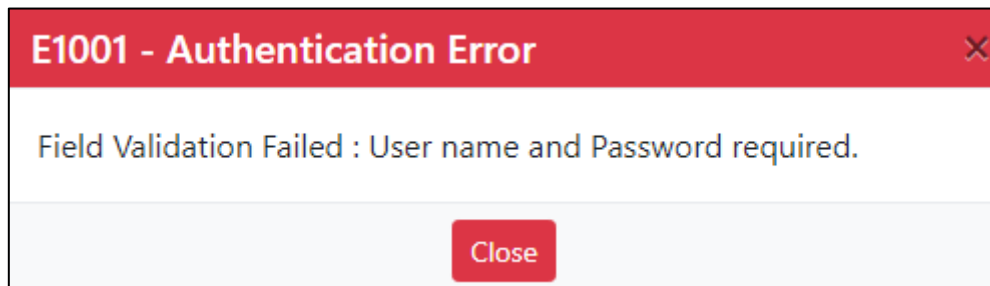 E1001 - Authentication Error ×
Field Validation Failed : User name and Password required.
Close